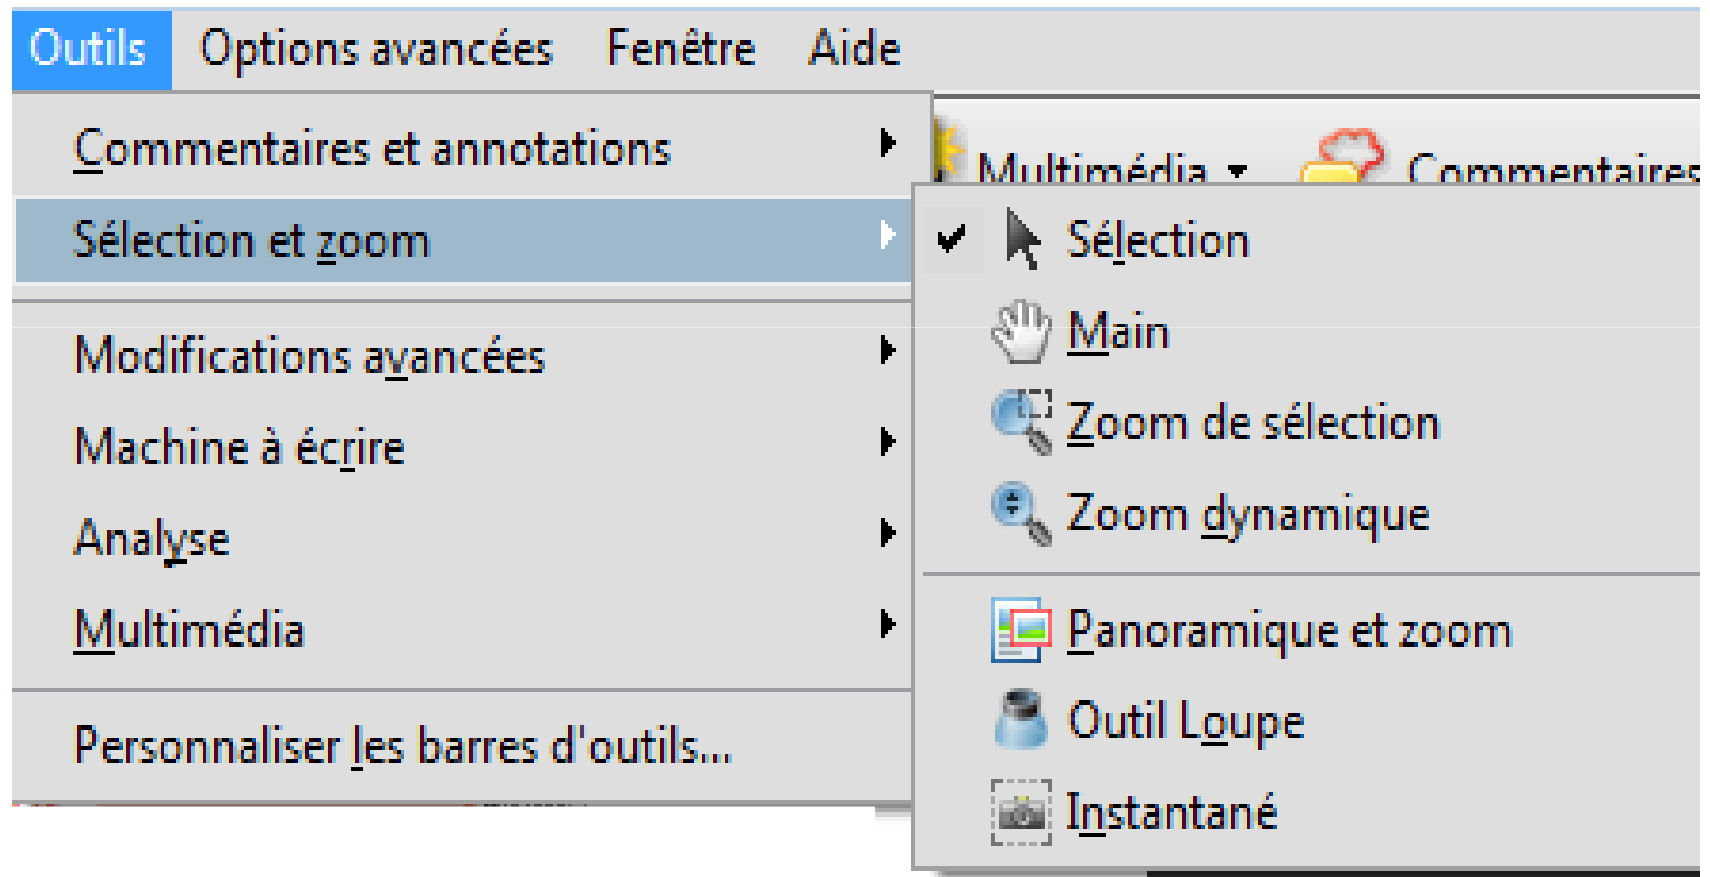 Outils Options avancées Fenêtre Aide
Commentaires et annotations
Sélection et zoom
Modifications avancées
Machine à écrire
Analyse
Multimédia
Personnaliser les barres d'outils...
Multimédia Commentaires
Sélection
Main
Zoom de sélection
Zoom dynamique
Panoramique et zoom
Outil Loupe
Instantané